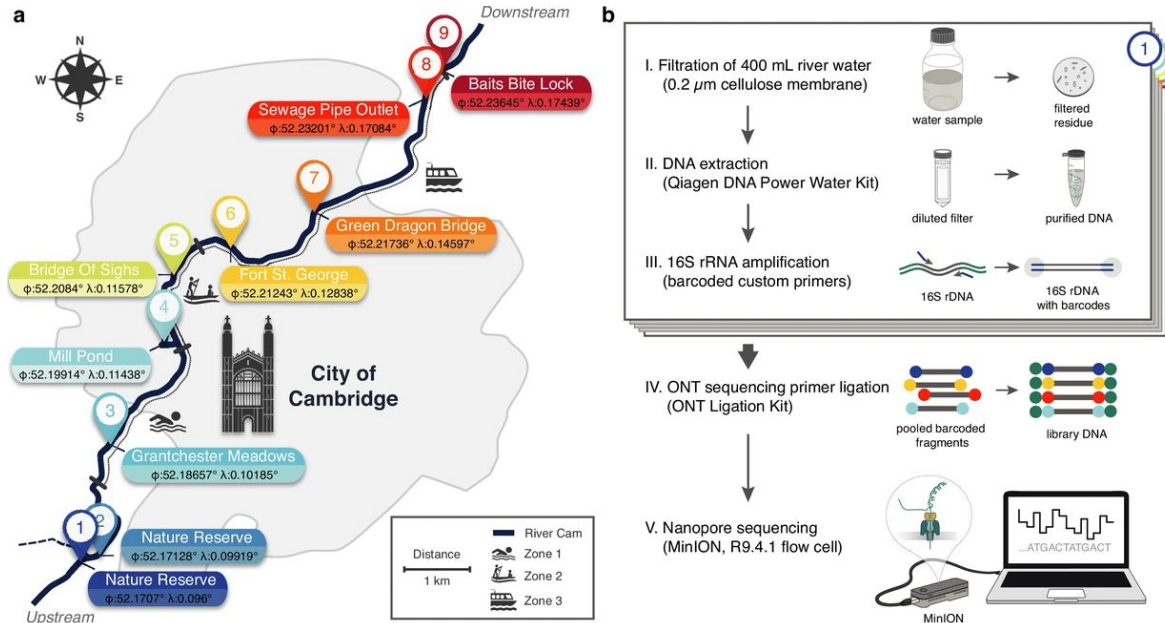 a
Downstream
N
W E
S
9
8
Baits Bite Lock
φ:52.23645° λ:0.17439°
Sewage Pipe Outlet
φ:52.23201° λ:0.17084°
7
6
Green Dragon Bridge
φ:52.21736° λ:0.14597°
5
Bridge Of Sighs
φ:52.2084° λ:0.11578°
Fort St. George
φ:52.21243° λ:0.12838°
4
Mill Pond
φ:52.19914° λ:0.11438°
City of
Cambridge
3
Grantchester Meadows
φ:52.18657° λ:0.10185°
1
2
Nature Reserve
φ:52.17128° λ:0.09919°
Nature Reserve
φ:52.1707° λ:0.096°
Upstream
Distance
1 km
River Cam
Zone 1
Zone 2
Zone 3
b
1
I. Filtration of 400 mL river water
(0.2 µm cellulose membrane)
water sample
filtered
residue
II. DNA extraction
(Qiagen DNA Power Water Kit)
diluted filter
purified DNA
III. 16S rRNA amplification
(barcoded custom primers)
16S rDNA
16S rDNA
with barcodes
IV. ONT sequencing primer ligation
(ONT Ligation Kit)
pooled barcoded
fragments
library DNA
V. Nanopore sequencing
(MinION, R9.4.1 flow cell)
...ATGACTATGACT
MinION